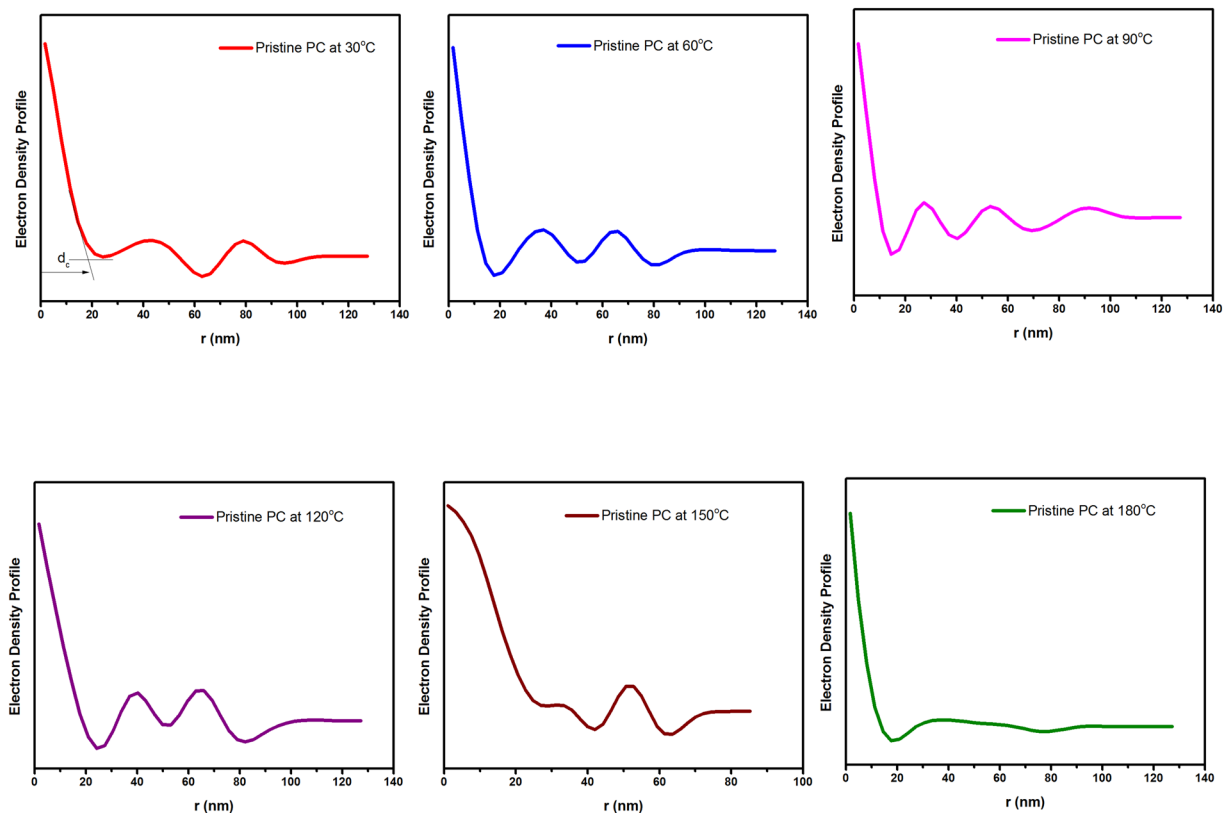 Pristine PC at 30°C
Electron Density Profile
d_c
0 20 40 60 80 100 120 140
r (nm)
Pristine PC at 60°C
Electron Density Profile
0 20 40 60 80 100 120 140
r (nm)
Pristine PC at 90°C
Electron Density Profile
0 20 40 60 80 100 120 140
r (nm)
Pristine PC at 120°C
Electron Density Profile
0 20 40 60 80 100 120 140
r (nm)
Pristine PC at 150°C
Electron Density Profile
0 20 40 60 80 100
r (nm)
Pristine PC at 180°C
Electron Density Profile
0 20 40 60 80 100 120 140
r (nm)